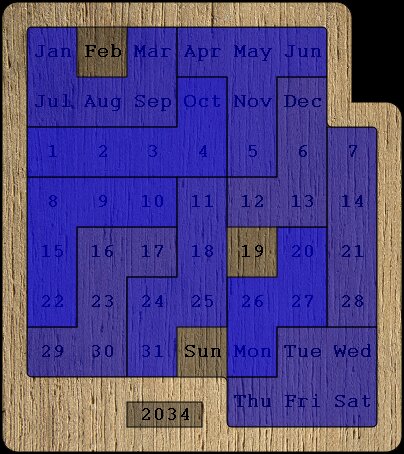 Jan Feb Mar Apr May Jun
Jul Aug Sep Oct Nov Dec
1 2 3 4 5 6 7
8 9 10 11 12 13 14
15 16 17 18 19 20 21
22 23 24 25 26 27 28
29 30 31 Sun Mon Tue Wed
Thu Fri Sat
2034